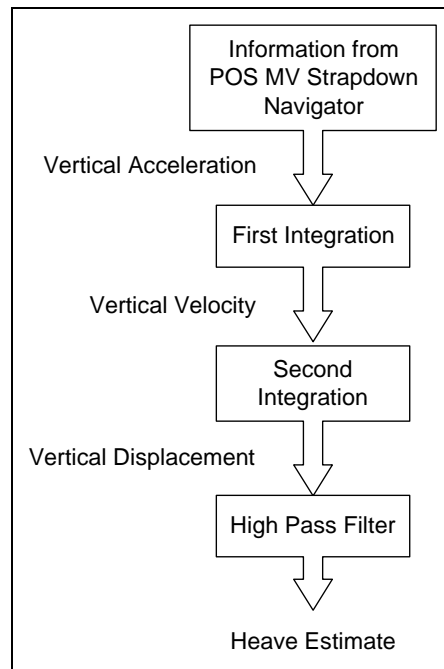 Information from
POS MV Strapdown
Navigator
Vertical Acceleration
First Integration
Vertical Velocity
Second
Integration
Vertical Displacement
High Pass Filter
Heave Estimate